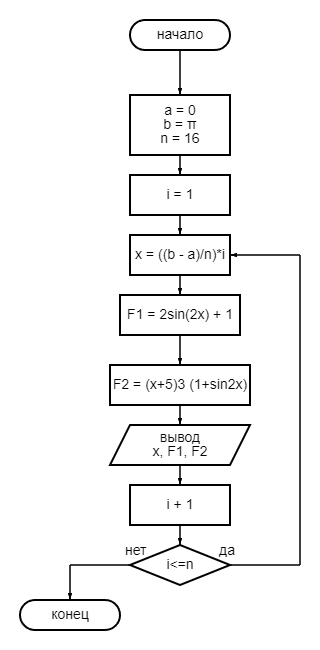 начало
a = 0
b = π
n = 16
i = 1
x = ((b - a)/n)*i
F1 = 2sin(2x) + 1
F2 = (x+5)3 (1+sin2x)
вывод
x, F1, F2
i + 1
нет
да
i<=n
конец